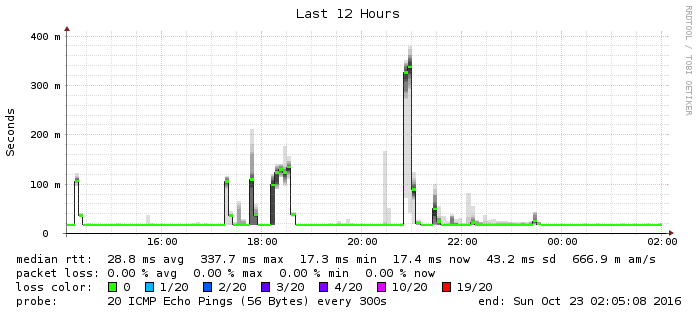 Last 12 Hours
RRDTOOL / TOBI OETIKER
Seconds
400 m
300 m
200 m
100 m
0
16:00 18:00 20:00 22:00 00:00 02:00
median rtt: 28.8 ms avg 337.7 ms max 17.3 ms min 17.4 ms now 43.2 ms sd 666.9 m am/s
packet loss: 0.00 % avg 0.00 % max 0.00 % min 0.00 % now
loss color: 0 1/20 2/20 3/20 4/20 10/20 19/20
probe: 20 ICMP Echo Pings (56 Bytes) every 300s end: Sun Oct 23 02:05:08 2016